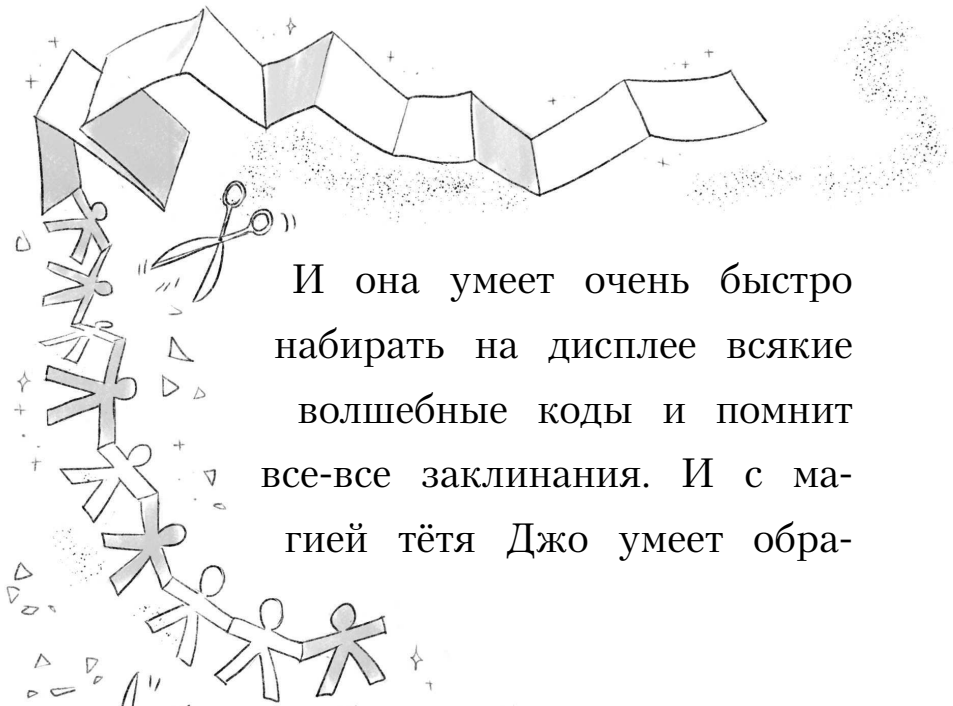 И она умеет очень быстро
набирать на дисплее всякие
волшебные коды и помнит
все-все заклинания. И с ма-
гией тётя Джо умеет обра-